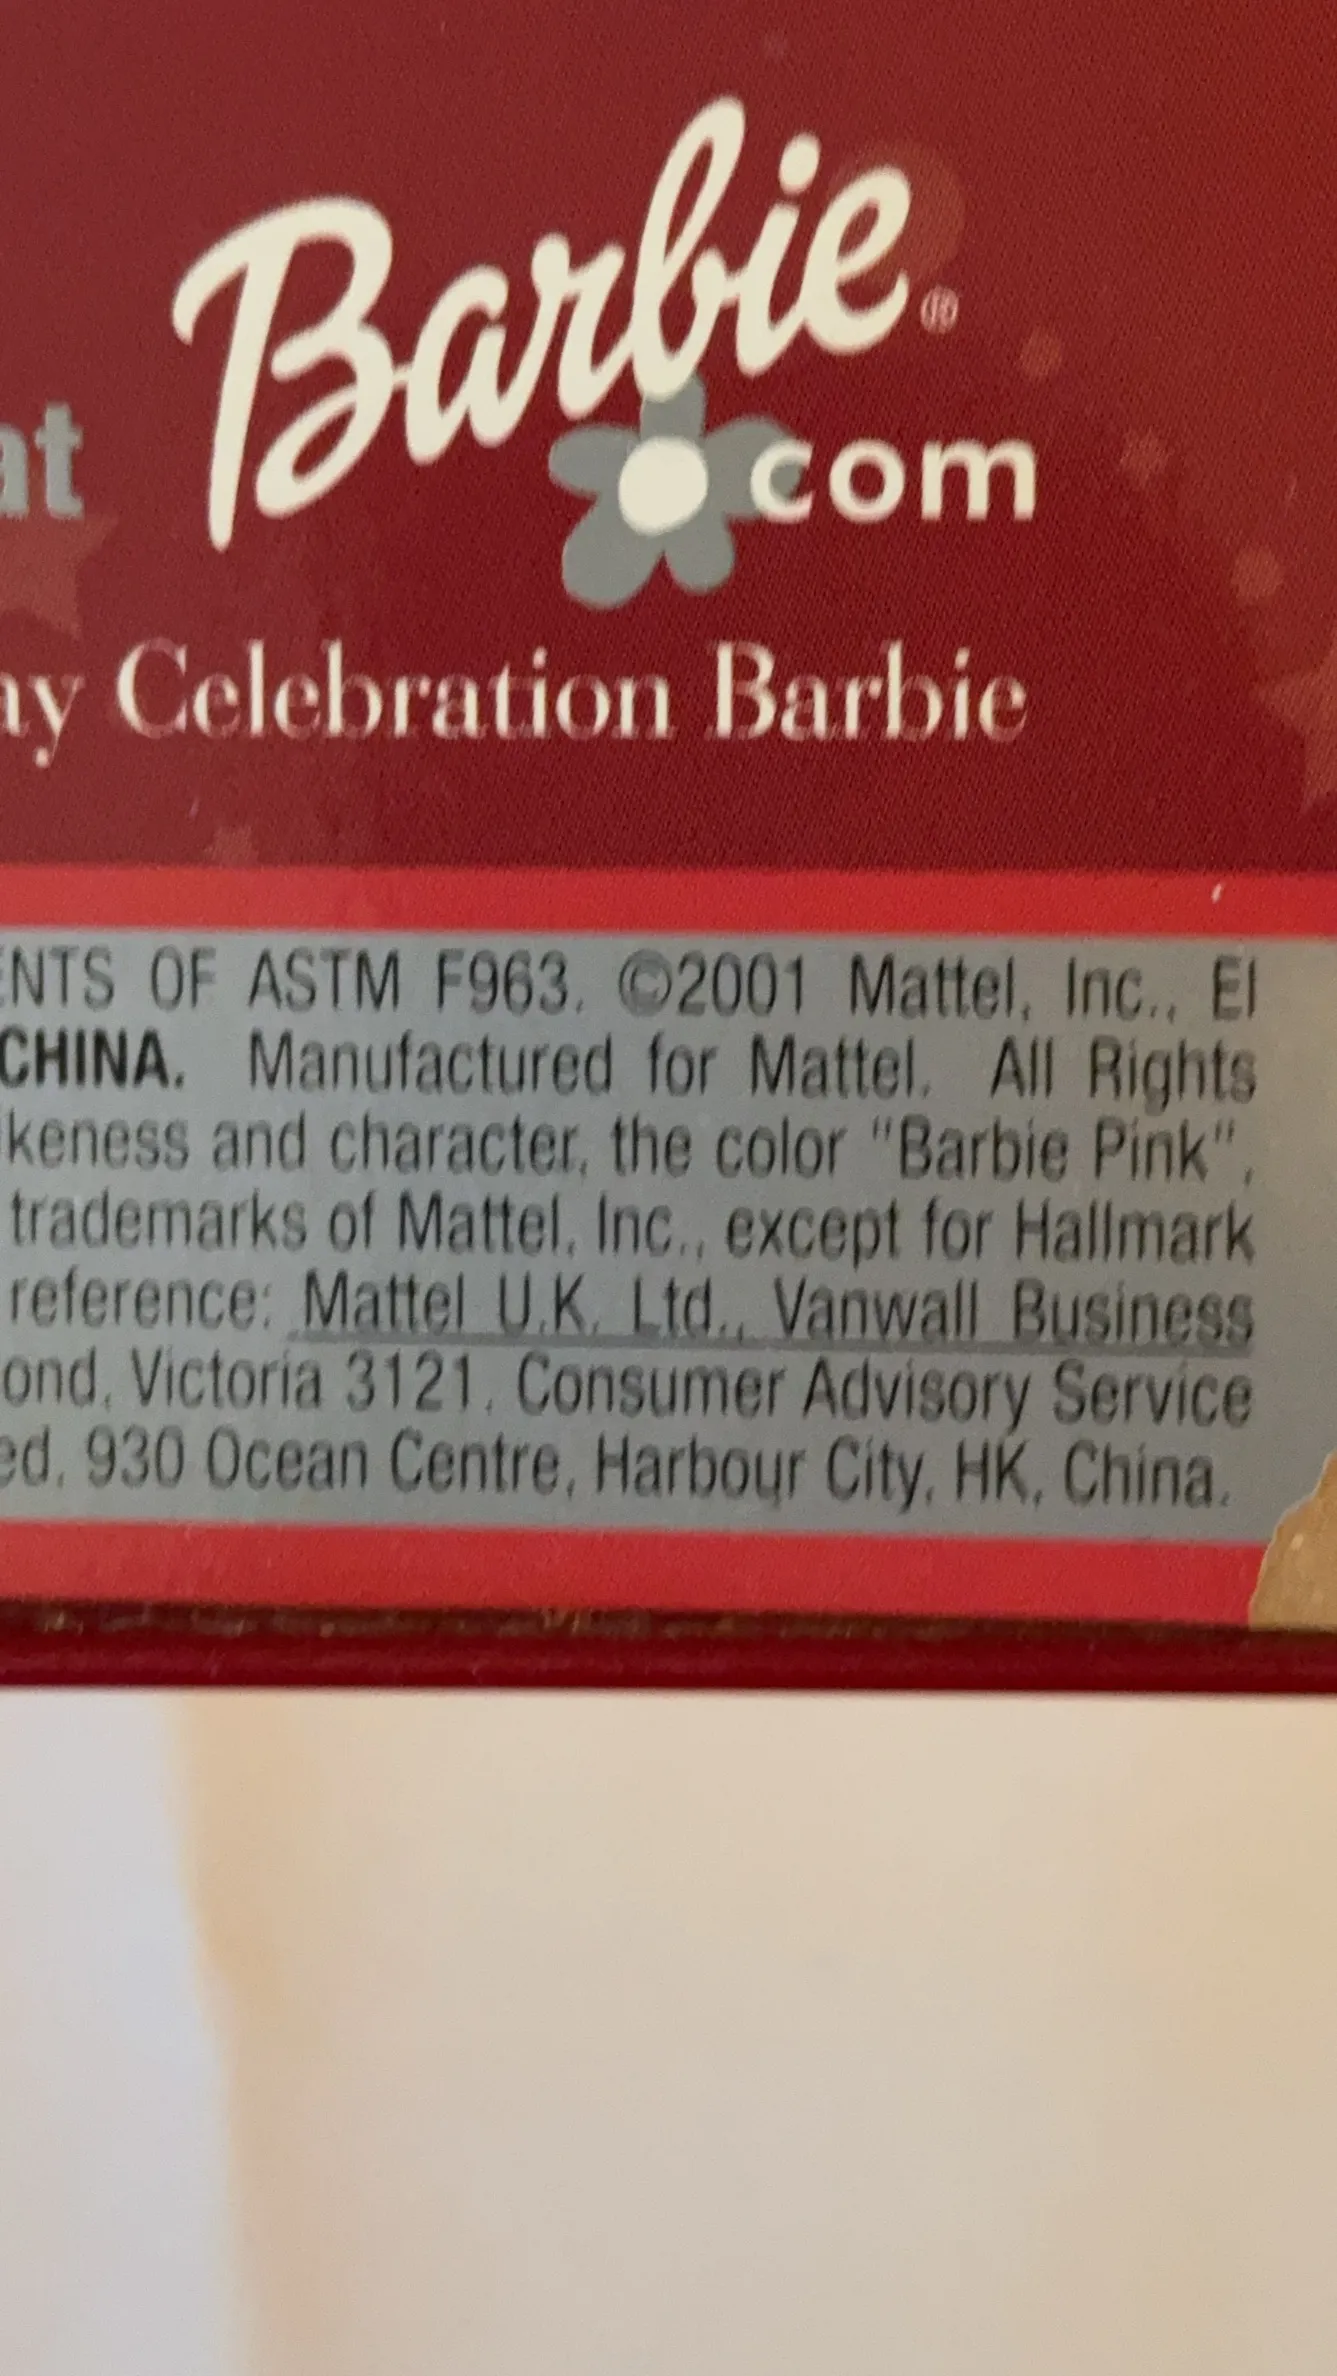 Barbie®
at
com
ay Celebration Barbie
ENTS OF ASTM F963. ©2001 Mattel, Inc., El
CHINA. Manufactured for Mattel. All Rights
ikeness and character, the color "Barbie Pink",
trademarks of Mattel, Inc., except for Hallmark
reference: Mattel U.K. Ltd., Vanwall Business
ond, Victoria 3121. Consumer Advisory Service
ed. 930 Ocean Centre, Harbour City, HK, China.